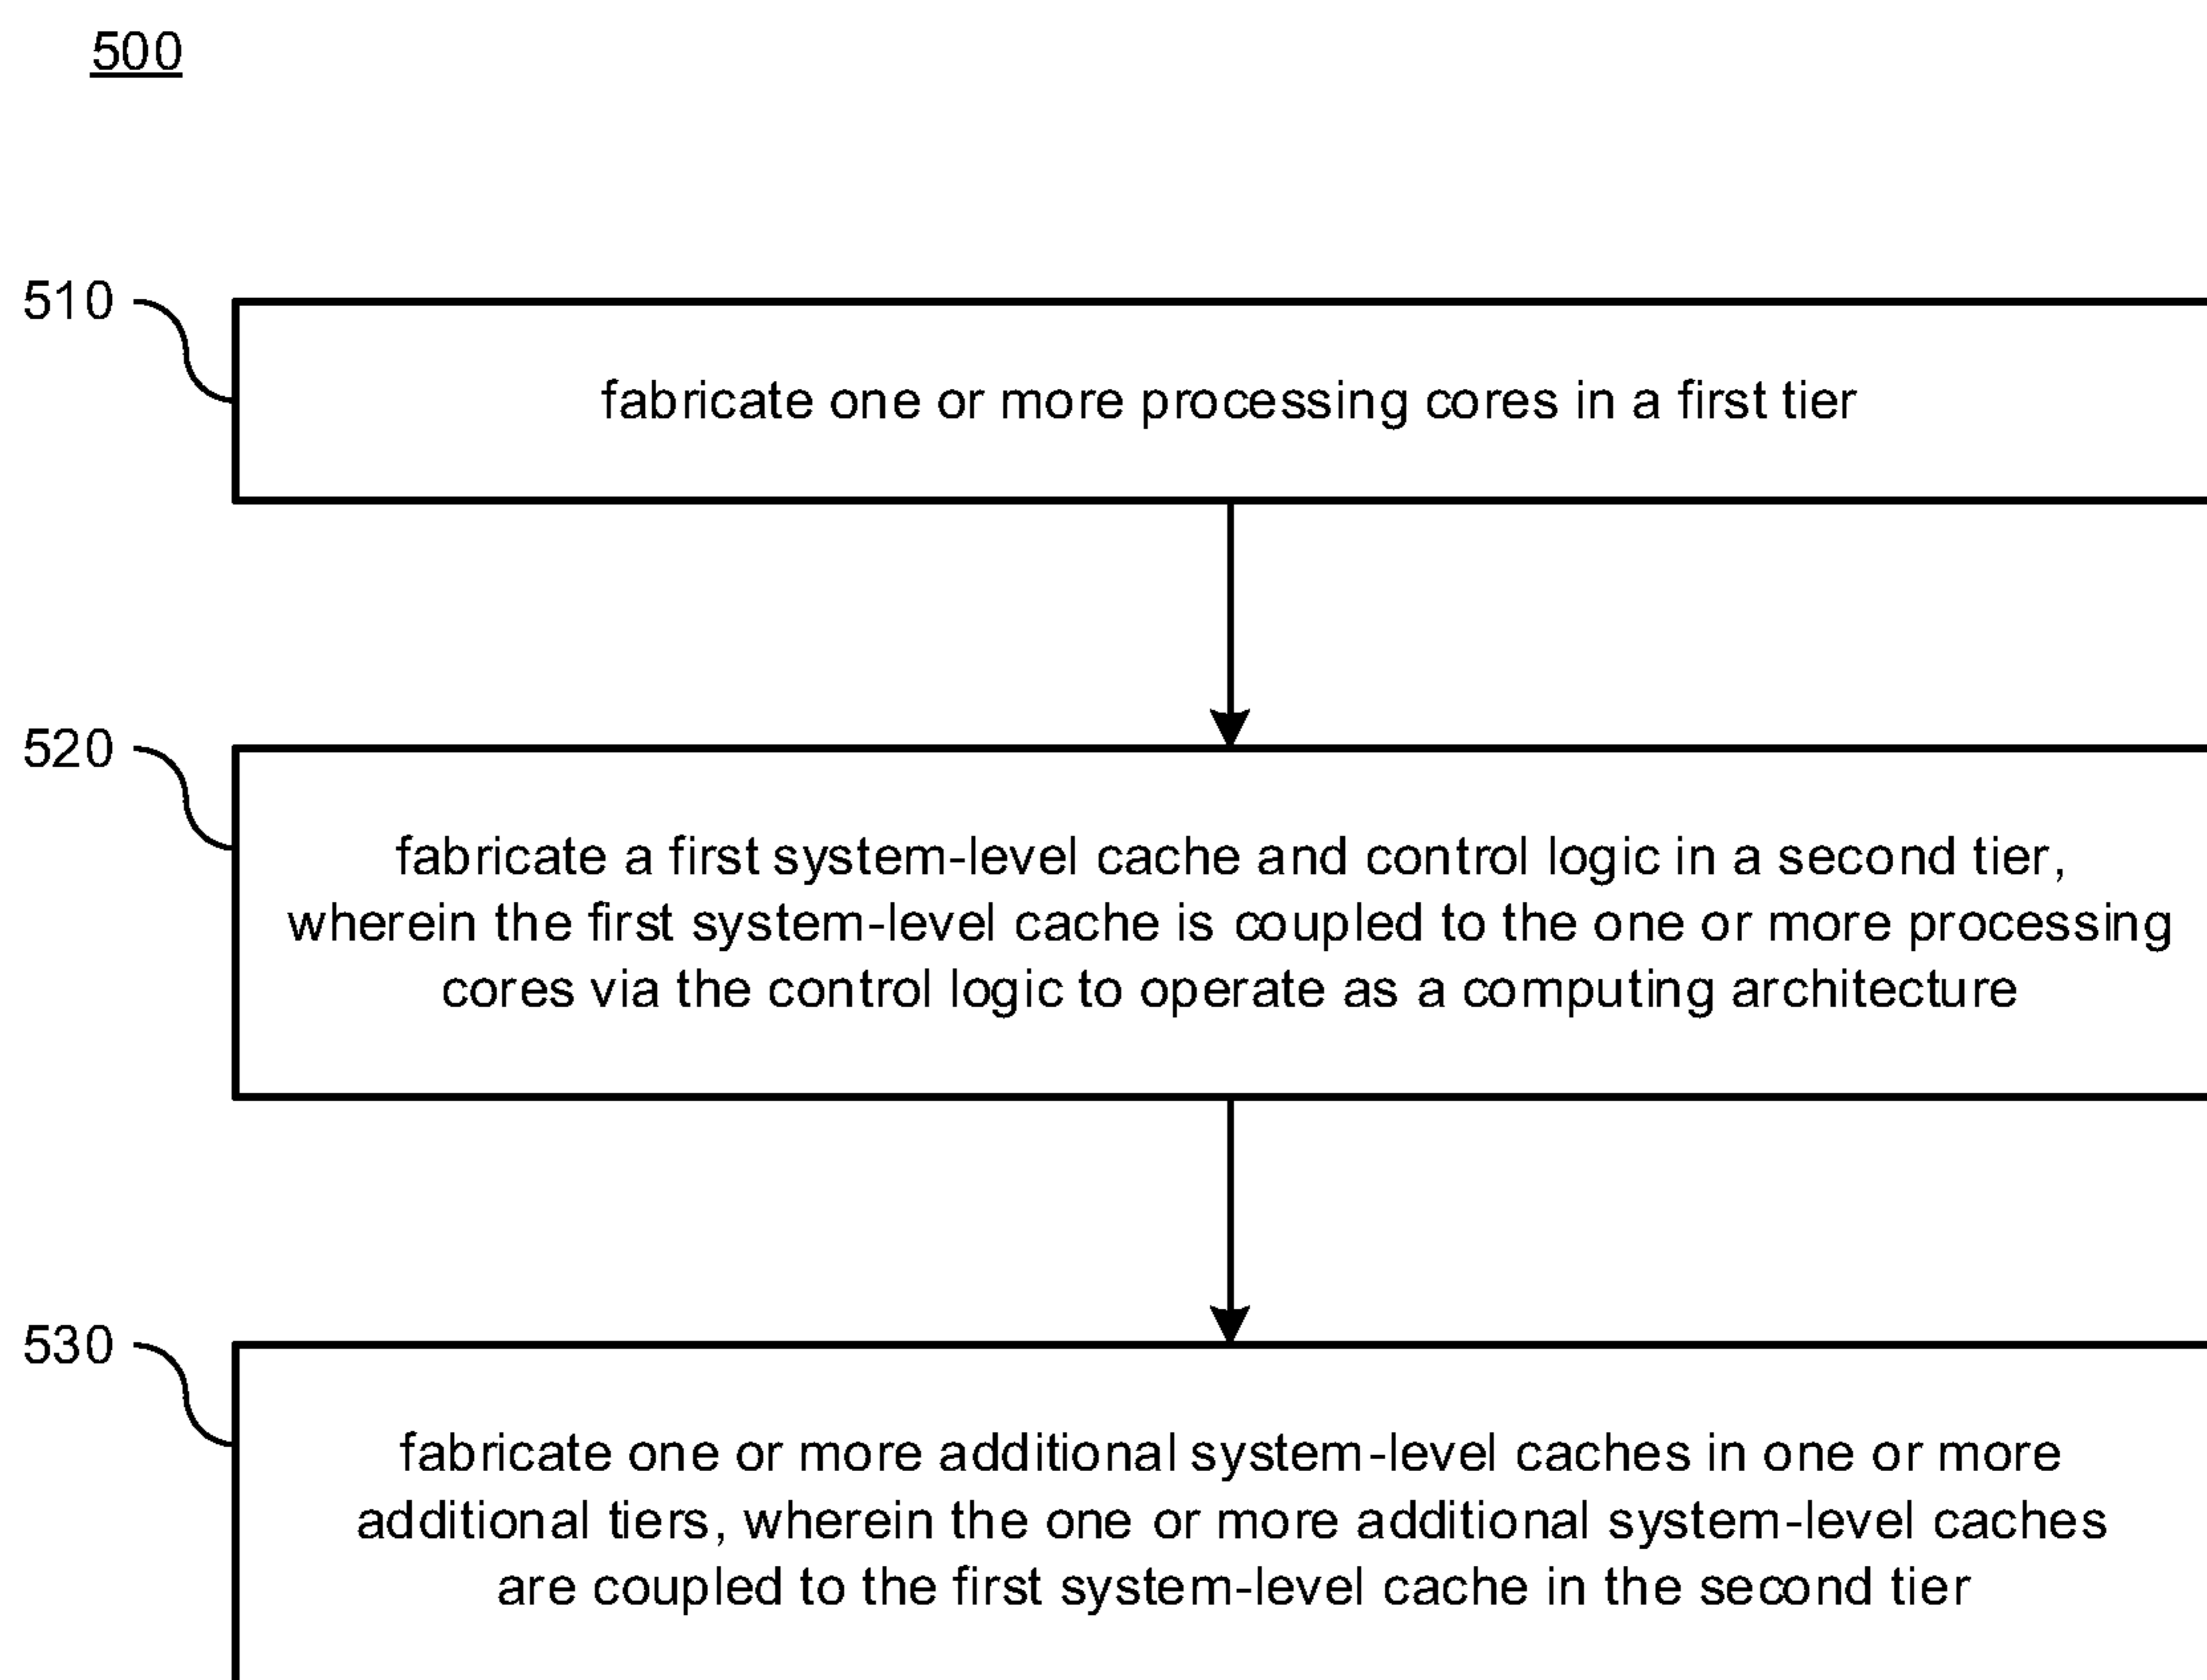 500
510
fabricate one or more processing cores in a first tier
520
fabricate a first system-level cache and control logic in a second tier,
wherein the first system-level cache is coupled to the one or more processing
cores via the control logic to operate as a computing architecture
530
fabricate one or more additional system-level caches in one or more
additional tiers, wherein the one or more additional system-level caches
are coupled to the first system-level cache in the second tier